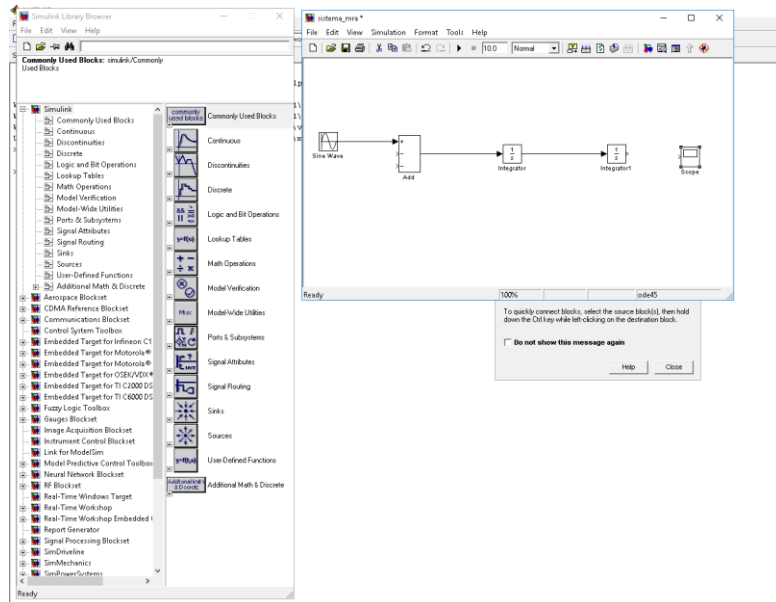 Simulink Library Browser
File Edit View Help
Commonly Used Blocks: simulink/Commonly
Used Blocks
Simulink
Commonly Used Blocks
Continuous
Discontinuities
Discrete
Logic and Bit Operations
Lookup Tables
Math Operations
Model Verification
Model-Wide Utilities
Ports & Subsystems
Signal Attributes
Signal Routing
Sinks
Sources
User-Defined Functions
Additional Math & Discrete
Aerospace Blockset
CDMA Reference Blockset
Communications Blockset
Control System Toolbox
Embedded Target for Infineon C1
Embedded Target for Motorola®
Embedded Target for Motorola®
Embedded Target for OSEK/VDX®
Embedded Target for TI C2000 DS
Embedded Target for TI C6000 DS
Fuzzy Logic Toolbox
Gauges Blockset
Image Acquisition Blockset
Instrument Control Blockset
Link for ModelSim
Model Predictive Control Toolbox
Neural Network Blockset
RF Blockset
Real-Time Windows Target
Real-Time Workshop
Real-Time Workshop Embedded
Report Generator
Signal Processing Blockset
SimDriveline
SimMechanics
SimPowerSystems
Ready
commonly used blocks Commonly Used Blocks
Continuous
Discontinuities
Discrete
Logic and Bit Operations
y=f(u) Lookup Tables
+ − ÷ × Math Operations
Model Verification
Misc Model-Wide Utilities
Ports & Subsystems
Signal Attributes
Signal Routing
Sinks
Sources
y=f(u) User-Defined Functions
Additional Math & Discrete Additional Math & Discrete
sistema_mra *
File Edit View Simulation Format Tools Help
10.0 Normal
Sine Wave
+
−
−
Add
1
s
Integrator
1
s
Integrator1
Scope
Ready 100% ode45
To quickly connect blocks, select the source block(s), then hold
down the Ctrl key while left-clicking on the destination block.
Do not show this message again
Help Close